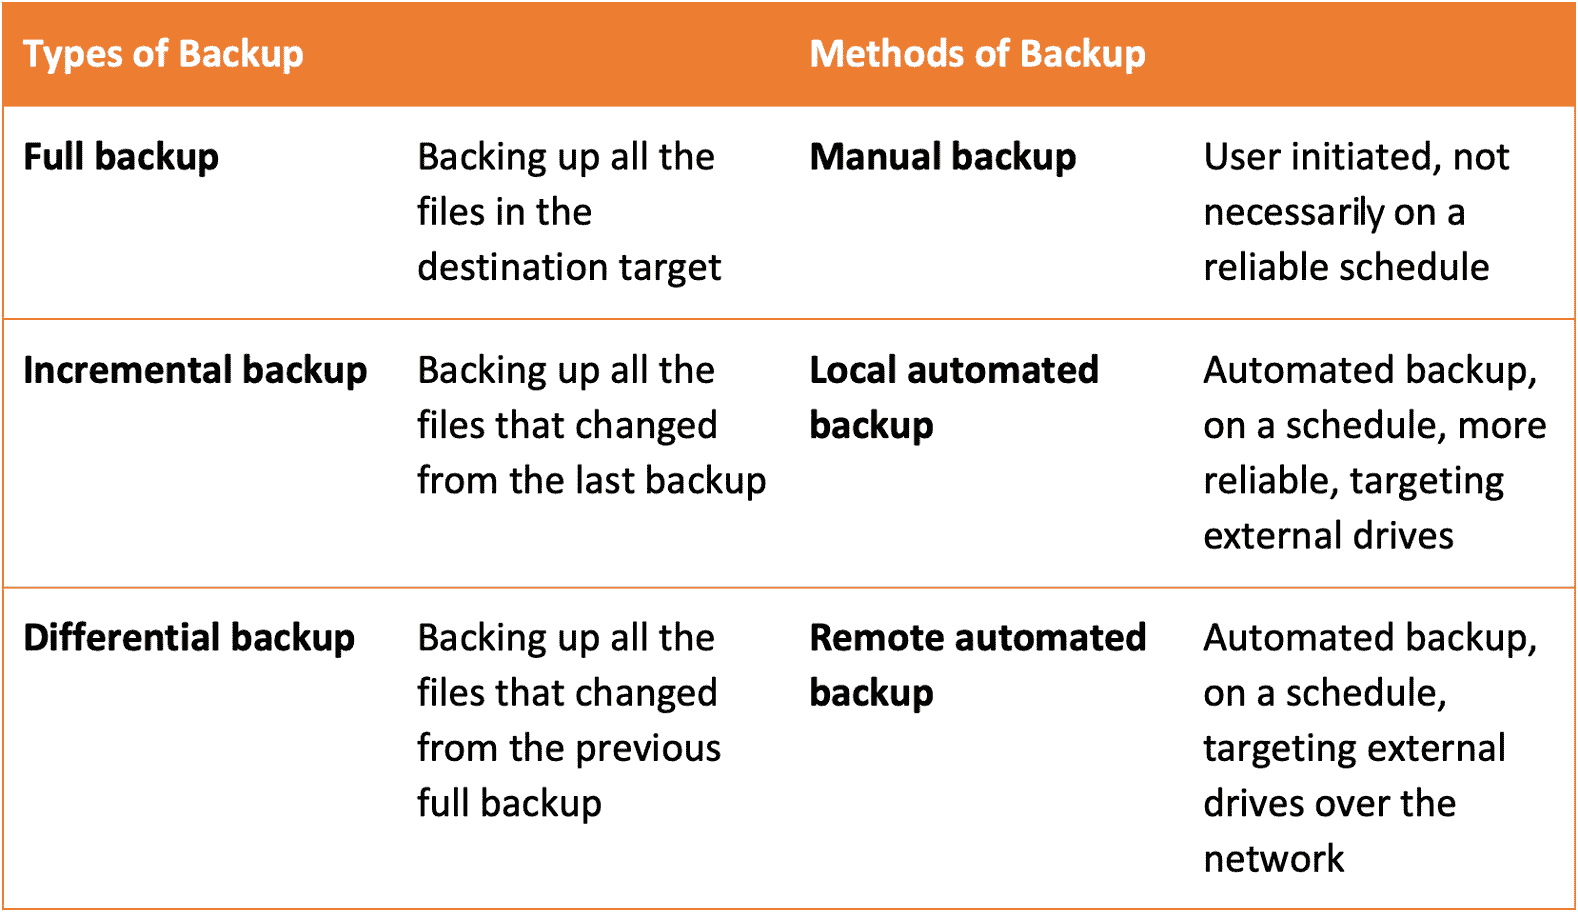 Types of Backup
Methods of Backup
Full backup
Backing up all the
files in the
destination target
Manual backup
User initiated, not
necessarily on a
reliable schedule
Incremental backup
Backing up all the
files that changed
from the last backup
Local automated
backup
Automated backup,
on a schedule, more
reliable, targeting
external drives
Differential backup
Backing up all the
files that changed
from the previous
full backup
Remote automated
backup
Automated backup,
on a schedule,
targeting external
drives over the
network